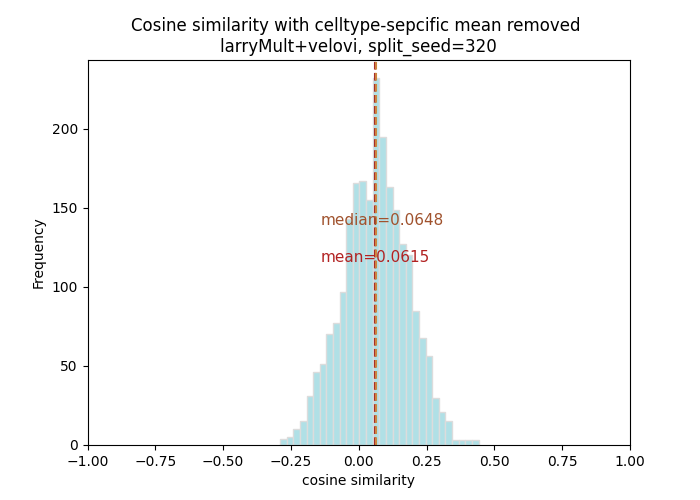 Cosine similarity with celltype-sepcific mean removed
larryMult+velovi, split_seed=320
200
150
100
50
0
Frequency
median=0.0648
mean=0.0615
−1.00 −0.75 −0.50 −0.25 0.00 0.25 0.50 0.75 1.00
cosine similarity